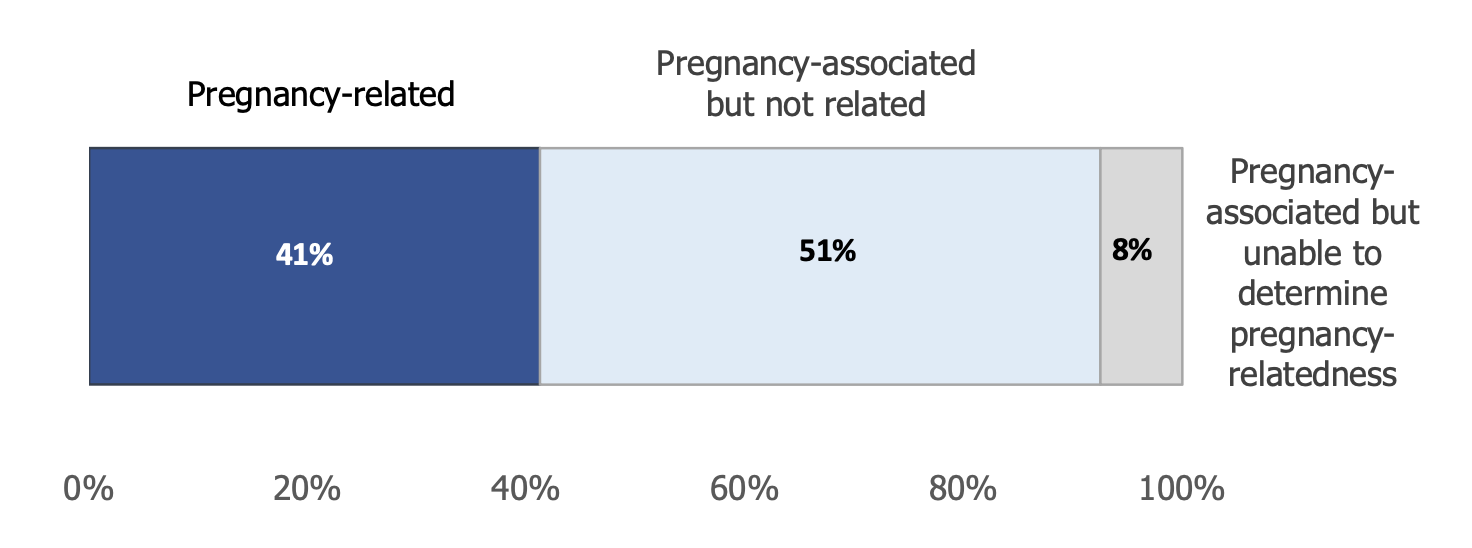 Pregnancy-related
Pregnancy-associated
but not related
41%
51%
8%
Pregnancy-
associated but
unable to
determine
pregnancy-
relatedness
0%
20%
40%
60%
80%
100%